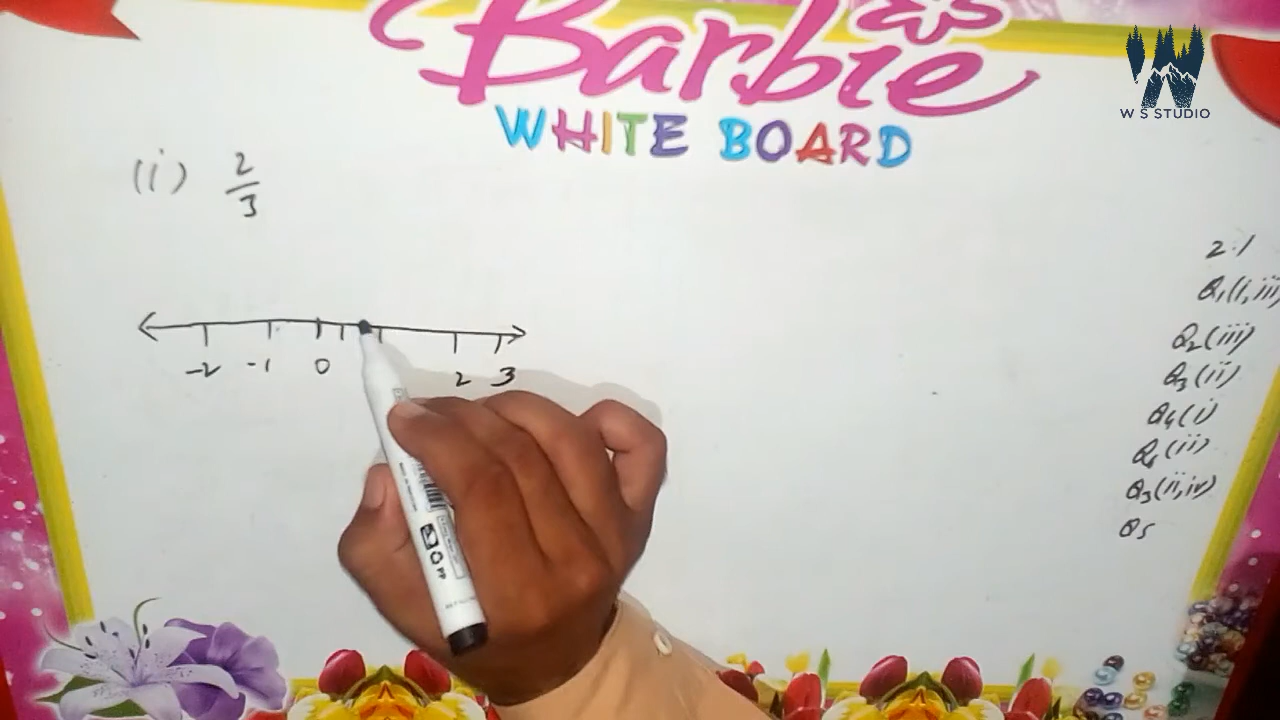 Barbie
WHITE BOARD
W S STUDIO
(i) 2/3
-2 -1 0 2 3
2.1
Q1(i,iii)
Q2(iii)
Q3(ii)
Q4(i)
(ii)
Q3(ii,iv)
Q5
PP